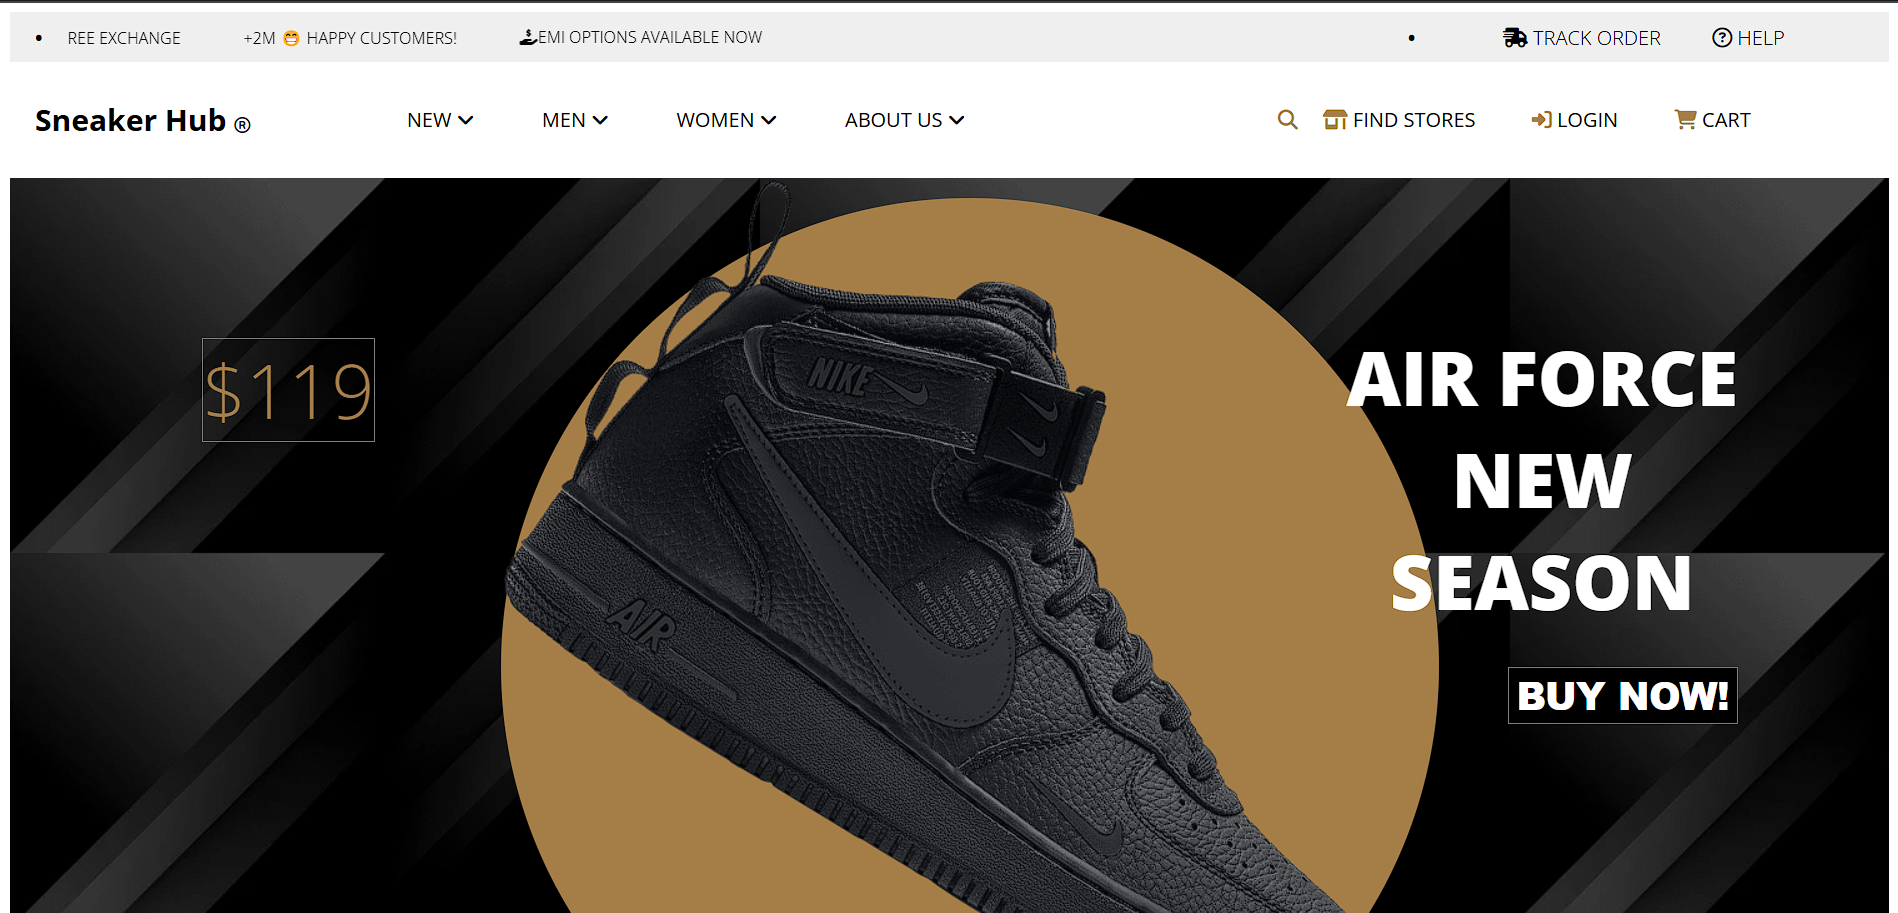 • REE EXCHANGE +2M 😁 HAPPY CUSTOMERS! EMI OPTIONS AVAILABLE NOW • TRACK ORDER HELP
Sneaker Hub ® NEW MEN WOMEN ABOUT US FIND STORES LOGIN CART
NIKE
$119
AIR FORCE
NEW
SEASON
AIR
BUY NOW!